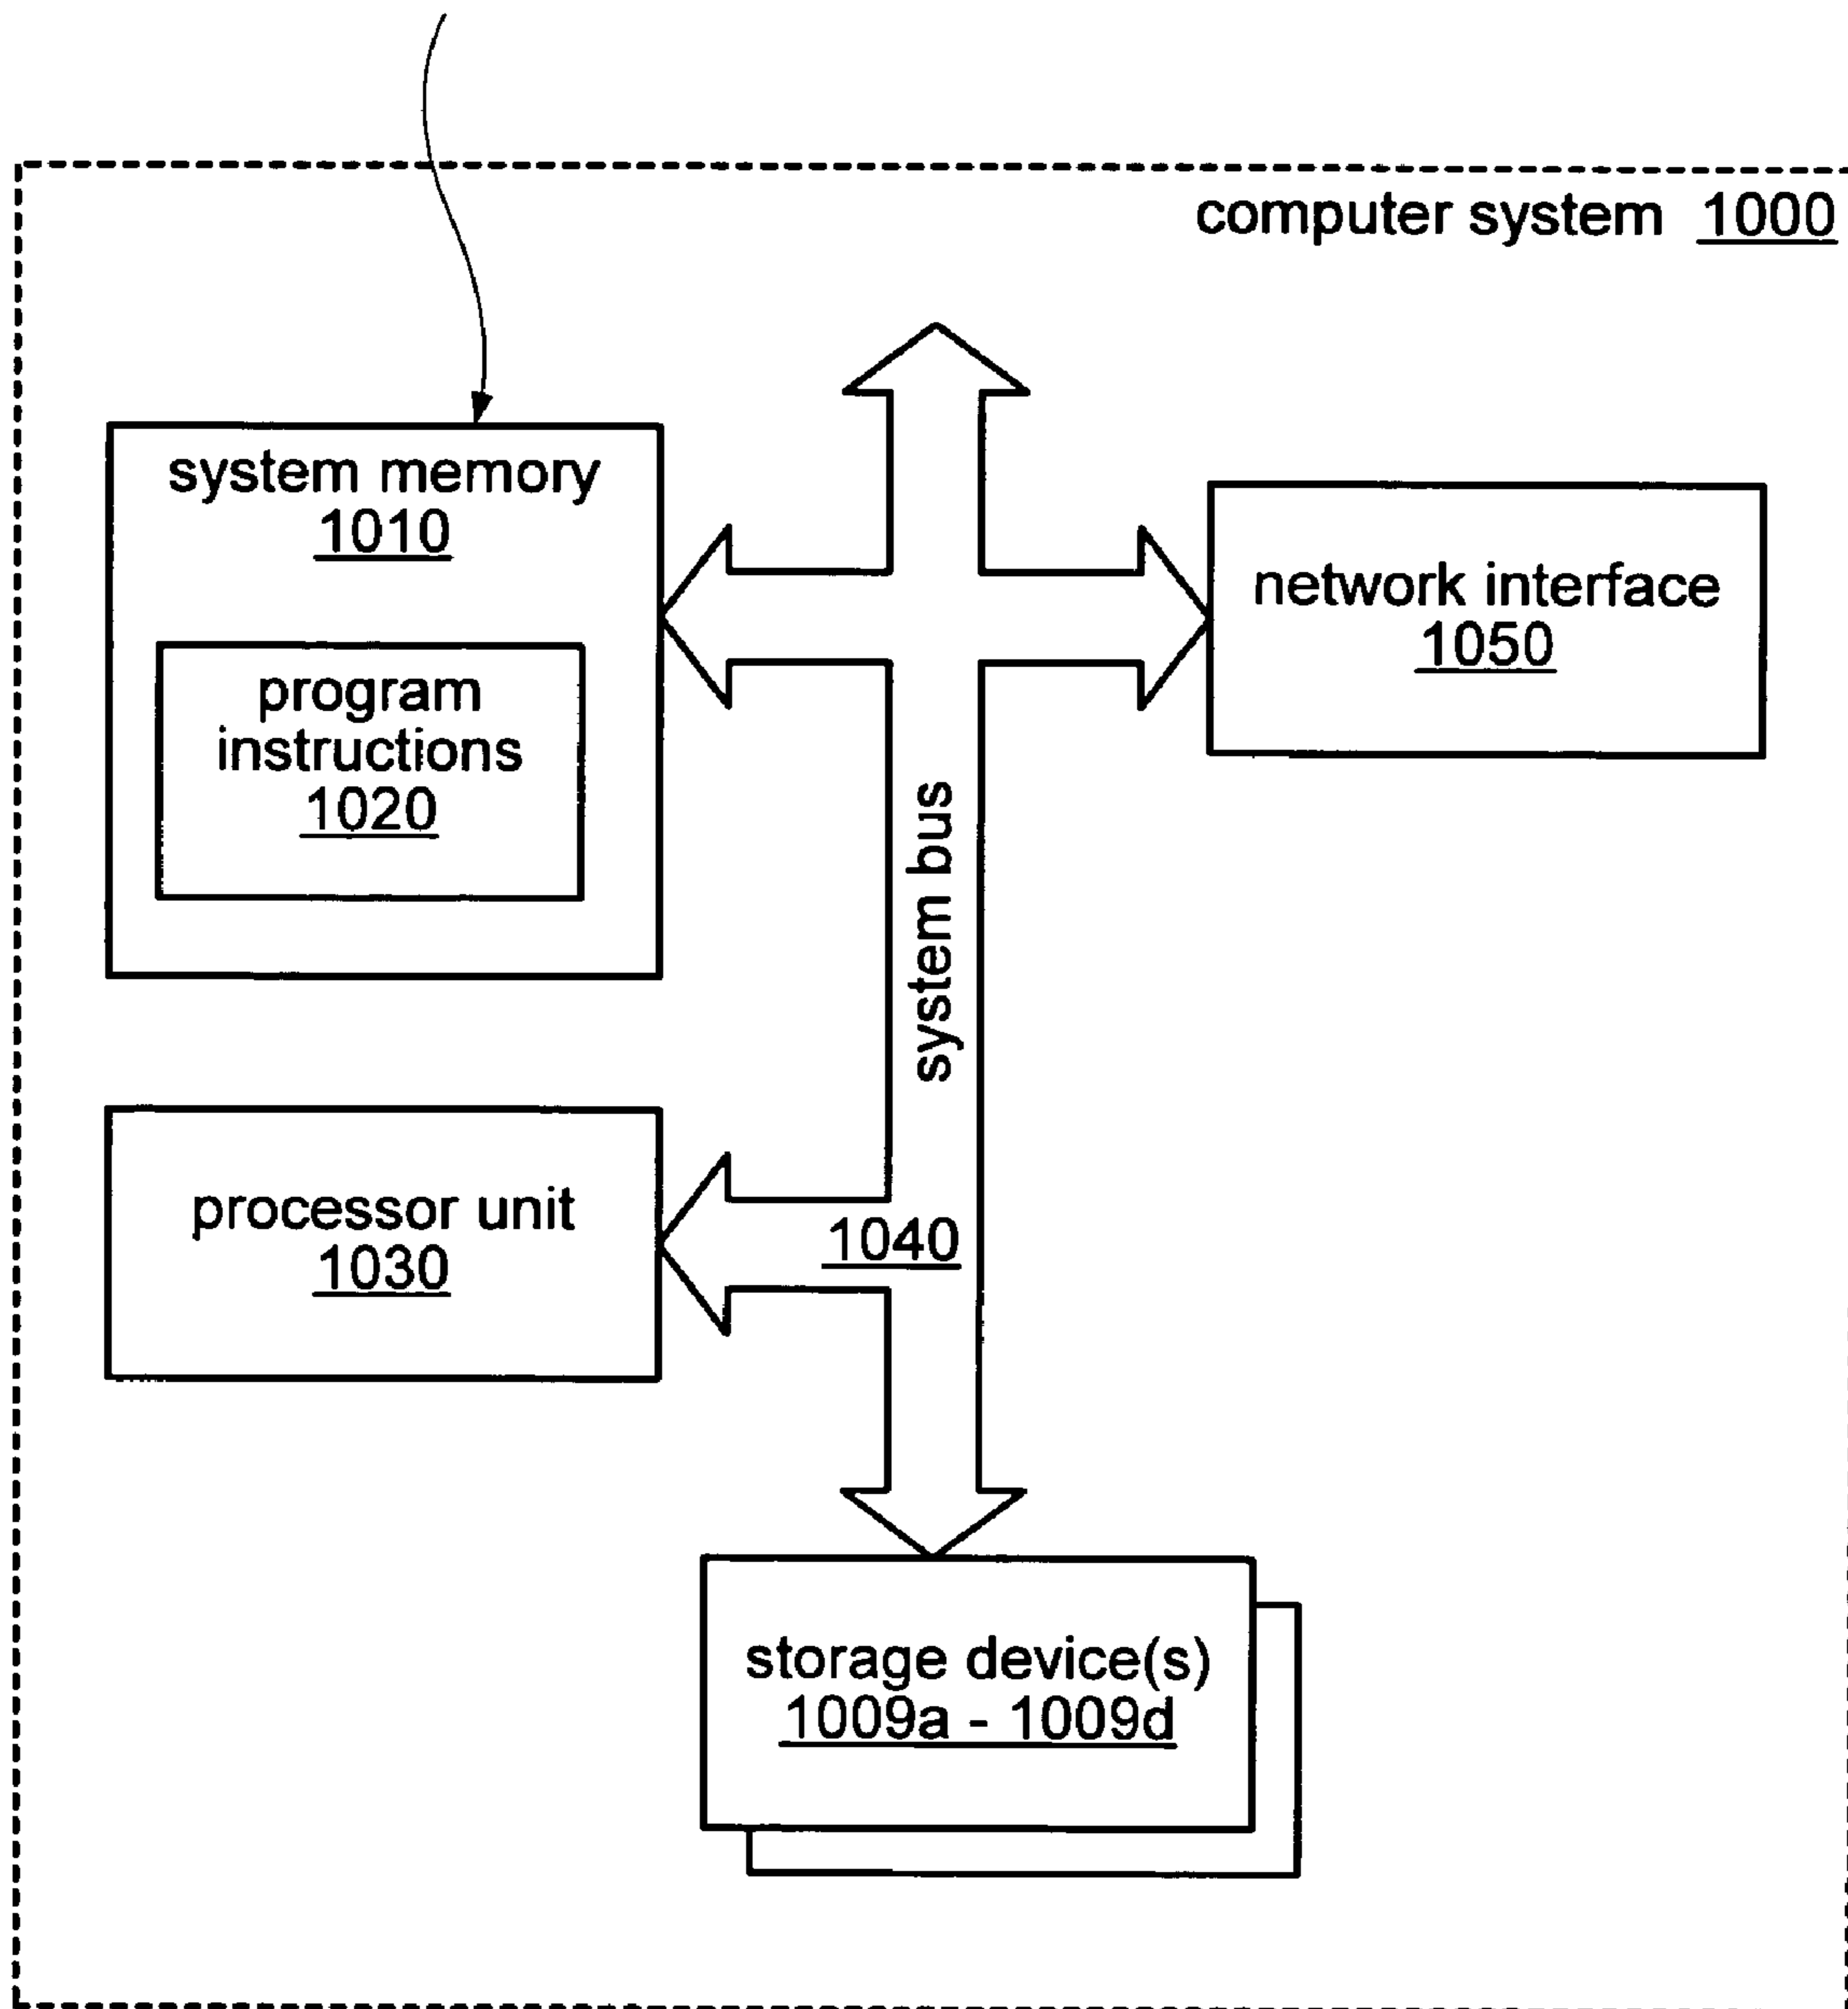 computer system 1000
system memory
1010
program
instructions
1020
network interface
1050
system bus
1040
processor unit
1030
storage device(s)
1009a - 1009d